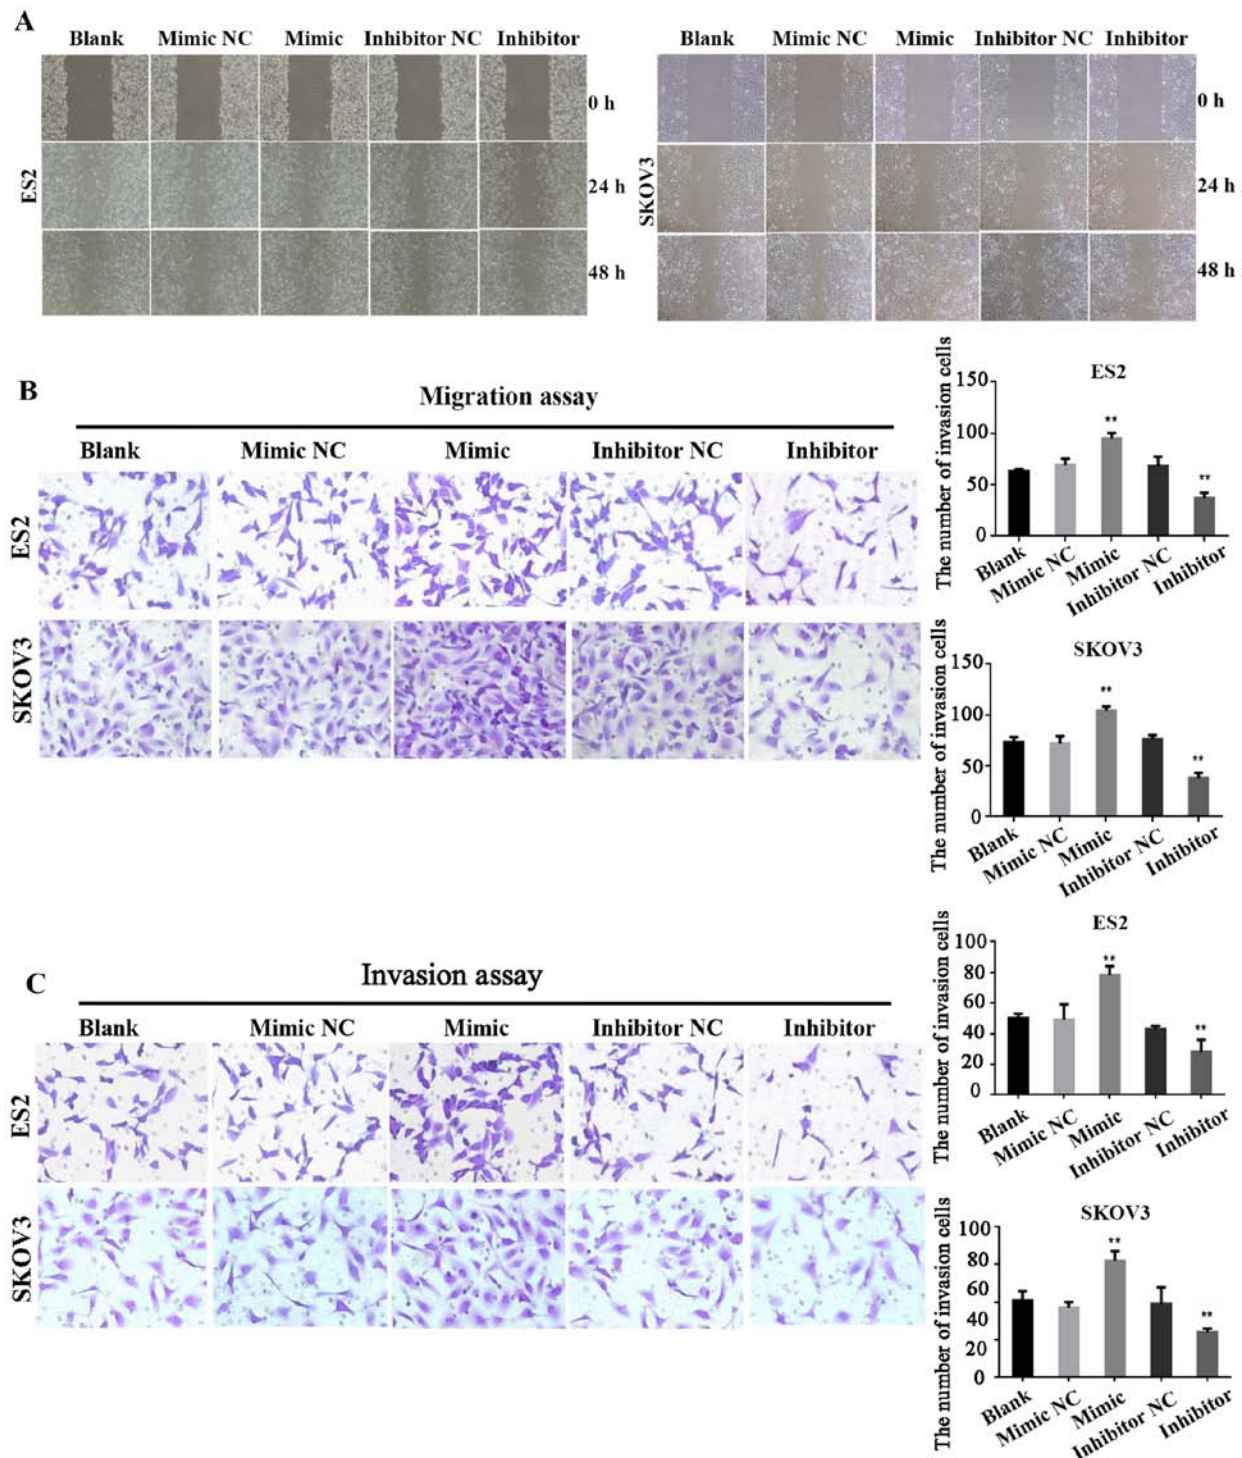 A
Blank Mimic NC Mimic Inhibitor NC Inhibitor
ES2
0 h
24 h
48 h
Blank Mimic NC Mimic Inhibitor NC Inhibitor
SKOV3
0 h
24 h
48 h
B
Migration assay
Blank Mimic NC Mimic Inhibitor NC Inhibitor
ES2
SKOV3
ES2
The number of invasion cells
150
100
50
0
** **
Blank Mimic NC Mimic Inhibitor NC Inhibitor
SKOV3
The number of invasion cells
150
100
50
0
** **
Blank Mimic NC Mimic Inhibitor NC Inhibitor
C
Invasion assay
Blank Mimic NC Mimic Inhibitor NC Inhibitor
ES2
SKOV3
ES2
The number of invasion cells
100
80
60
40
20
0
** **
Blank Mimic NC Mimic Inhibitor NC Inhibitor
SKOV3
The number of invasion cells
100
80
60
40
20
0
** **
Blank Mimic NC Mimic Inhibitor NC Inhibitor